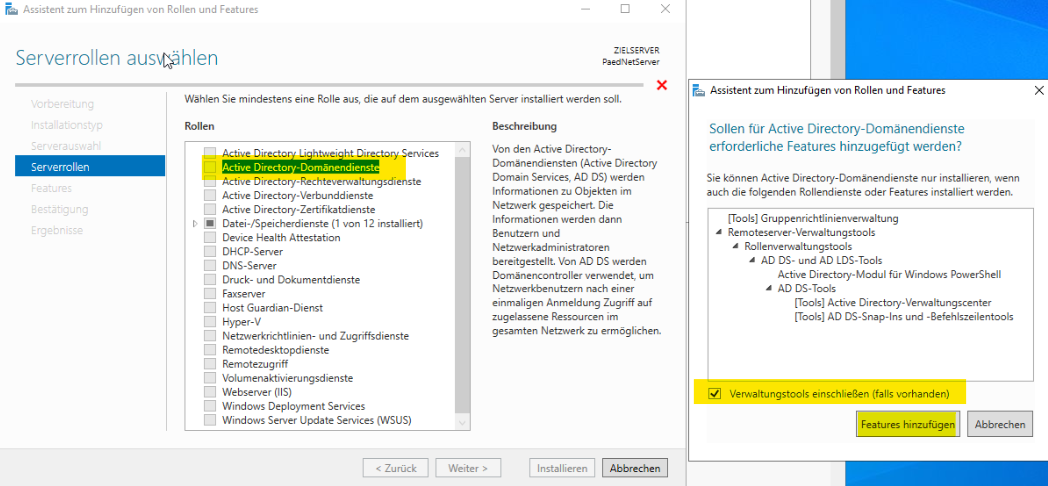 Assistent zum Hinzufügen von Rollen und Features
Serverrollen auswählen
ZIELSERVER
PaedNetServer
Vorbereitung
Installationstyp
Serverauswahl
Serverrollen
Features
Bestätigung
Ergebnisse
Wählen Sie mindestens eine Rolle aus, die auf dem ausgewählten Server installiert werden soll.
Rollen
Active Directory Lightweight Directory Services
Active Directory-Domänendienste
Active Directory-Rechteverwaltungsdienste
Active Directory-Verbunddienste
Active Directory-Zertifikatdienste
Datei-/Speicherdienste (1 von 12 installiert)
Device Health Attestation
DHCP-Server
DNS-Server
Druck- und Dokumentdienste
Faxserver
Host Guardian-Dienst
Hyper-V
Netzwerkrichtlinien- und Zugriffsdienste
Remotedesktopdienste
Remotezugriff
Volumenaktivierungsdienste
Webserver (IIS)
Windows Deployment Services
Windows Server Update Services (WSUS)
Beschreibung
Von den Active Directory-
Domänendiensten (Active Directory
Domain Services, AD DS) werden
Informationen zu Objekten im
Netzwerk gespeichert. Die
Informationen werden dann
Benutzern und
Netzwerkadministratoren
bereitgestellt. Von AD DS werden
Domänencontroller verwendet, um
Netzwerkbenutzern nach einer
einmaligen Anmeldung Zugriff auf
zugelassene Ressourcen im
gesamten Netzwerk zu ermöglichen.
< Zurück
Weiter >
Installieren
Abbrechen
Assistent zum Hinzufügen von Rollen und Features
Sollen für Active Directory-Domänendienste
erforderliche Features hinzugefügt werden?
Sie können Active Directory-Domänendienste nur installieren, wenn
auch die folgenden Rollendienste oder Features installiert werden.
[Tools] Gruppenrichtlinienverwaltung
Remoteserver-Verwaltungstools
Rollenverwaltungstools
AD DS- und AD LDS-Tools
Active Directory-Modul für Windows PowerShell
AD DS-Tools
[Tools] Active Directory-Verwaltungscenter
[Tools] AD DS-Snap-Ins und -Befehlszeilentools
Verwaltungstools einschließen (falls vorhanden)
Features hinzufügen
Abbrechen